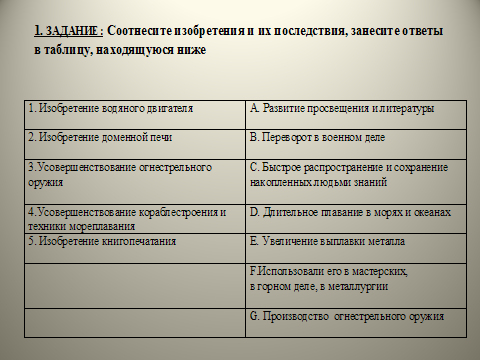 1. ЗАДАНИЕ: Соотнесите изобретения и их последствия, занесите ответы
в таблицу, находящуюся ниже
1. Изобретение водяного двигателя
A. Развитие просвещения и литературы
2. Изобретение доменной печи
B. Переворот в военном деле
3.Усовершенствование огнестрельного
оружия
C. Быстрое распространение и сохранение
накопленных людьми знаний
4.Усовершенствование кораблестроения и
техники мореплавания
D. Длительное плавание в морях и океанах
5. Изобретение книгопечатания
E. Увеличение выплавки металла
F.Использовали его в мастерских,
в горном деле, в металлургии
G. Производство огнестрельного оружия